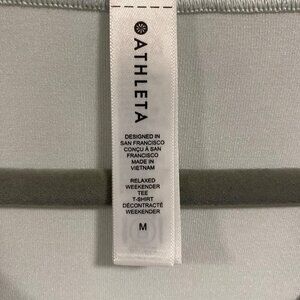 ATHLETA
DESIGNED IN
SAN FRANCISCO
CONÇU À SAN
FRANCISCO
MADE IN
VIETNAM
RELAXED
WEEKENDER
TEE
T-SHIRT
DÉCONTRACTÉ
WEEKENDER
M